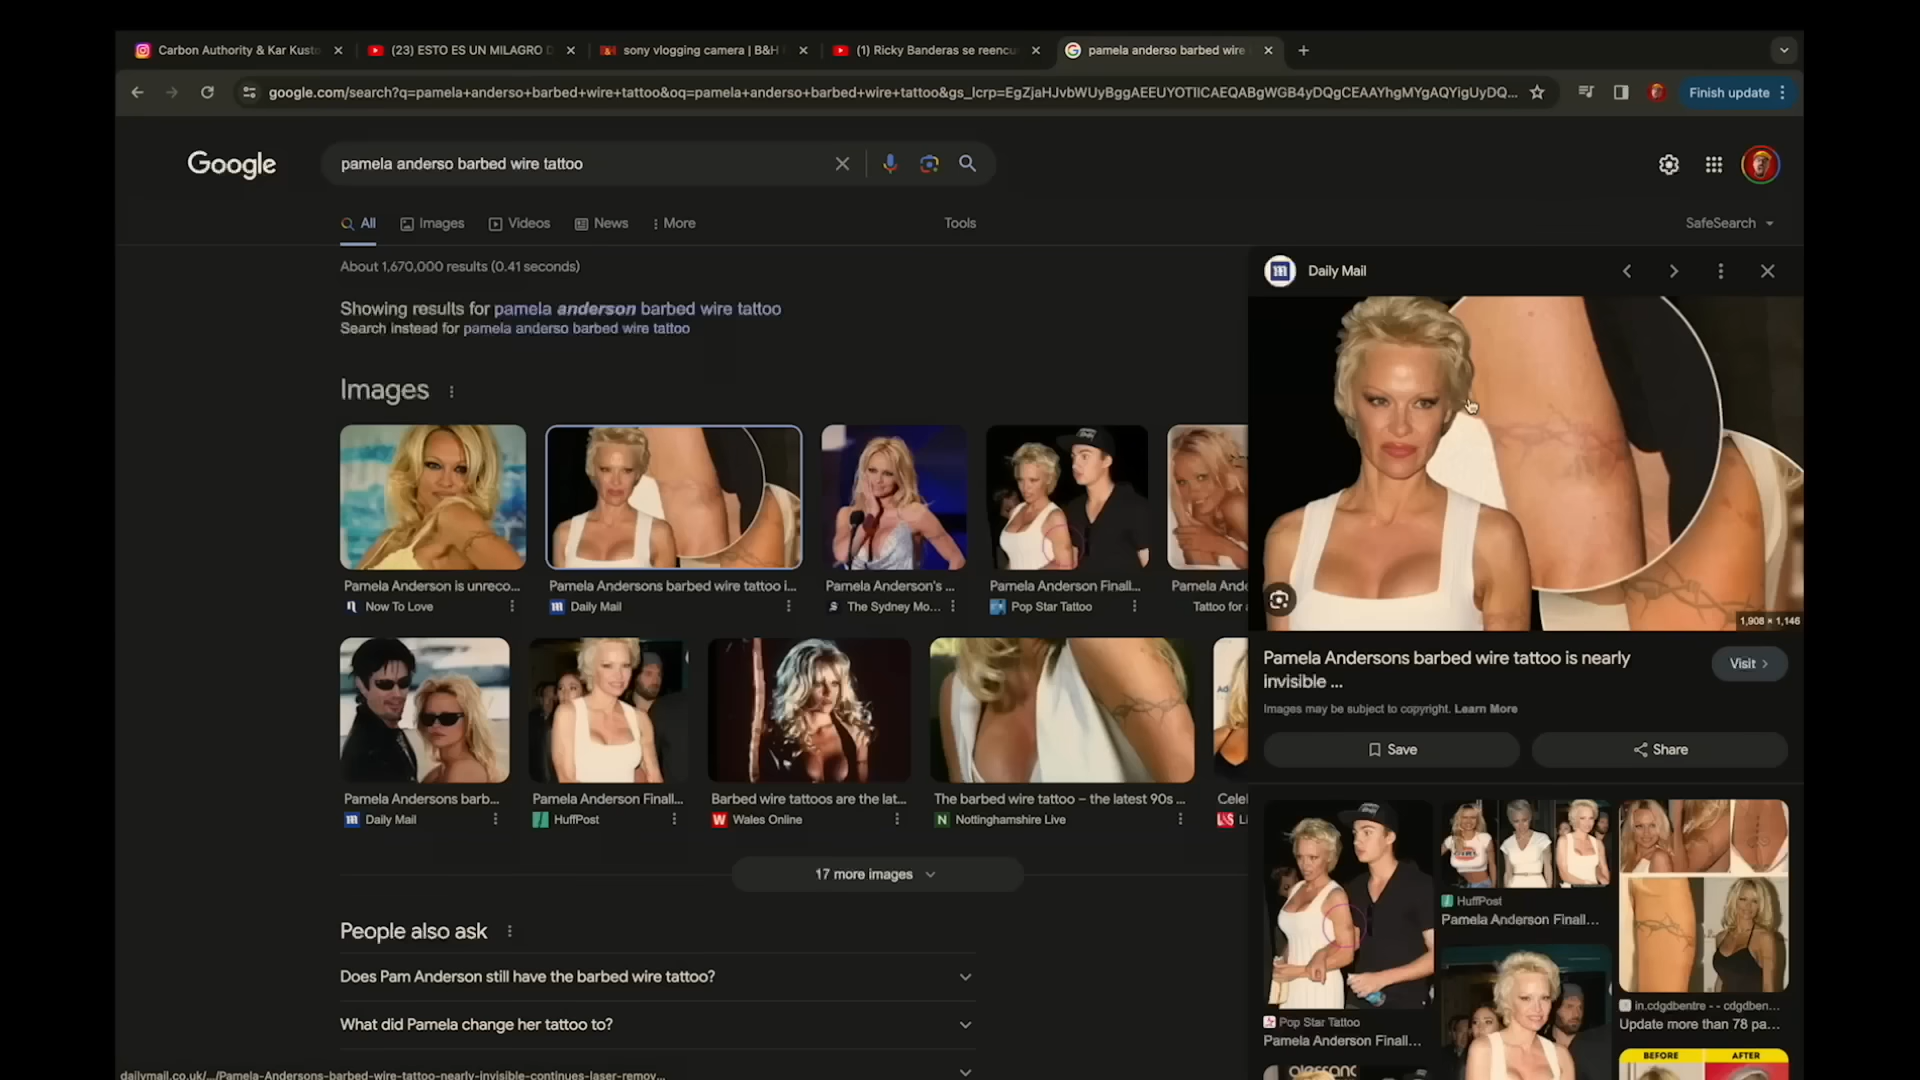 Carbon Authority & Kar Kusto
(23) ESTO ES UN MILAGRO D
sony vlogging camera | B&H
(1) Ricky Banderas se reencu
pamela anderso barbed wire
google.com/search?q=pamela+anderso+barbed+wire+tattoo&oq=pamela+anderso+barbed+wire+tattoo&gs_lcrp=EgZjaHJvbWUyBggAEEUYOTIICAEQABgWGB4yDQgCEAAYhgMYgAQYigUyDQ...
Finish update
Google
pamela anderso barbed wire tattoo
All
Images
Videos
News
More
Tools
SafeSearch
About 1,670,000 results (0.41 seconds)
Showing results for pamela anderson barbed wire tattoo
Search instead for pamela anderso barbed wire tattoo
Images
Pamela Anderson is unreco...
Now To Love
Pamela Andersons barbed wire tattoo i...
Daily Mail
Pamela Anderson's ...
The Sydney Mo...
Pamela Anderson Finall...
Pop Star Tattoo
Pamela Ande
Tattoo for a
Pamela Andersons barb...
Daily Mail
Pamela Anderson Finall...
HuffPost
Barbed wire tattoos are the lat...
Wales Online
The barbed wire tattoo – the latest 90s ...
Nottinghamshire Live
Celel
17 more images
People also ask
Does Pam Anderson still have the barbed wire tattoo?
What did Pamela change her tattoo to?
dailymail.co.uk/.../Pamela-Andersons-barbed-wire-tattoo-nearly-invisible-continues-laser-remov...
Daily Mail
1,908 × 1,146
Pamela Andersons barbed wire tattoo is nearly
invisible ...
Visit
Images may be subject to copyright. Learn More
Save
Share
Pop Star Tattoo
Pamela Anderson Finall...
HuffPost
Pamela Anderson Finall...
in.cdgdbentre - - cdgdben...
Update more than 78 pa...
BEFORE
AFTER